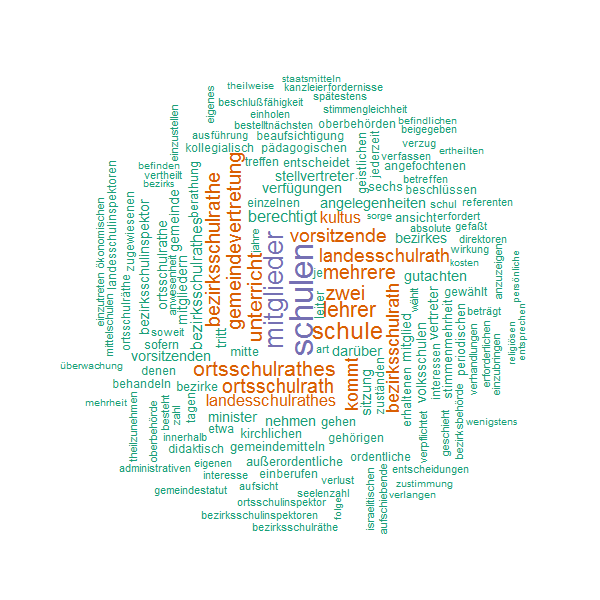 staatsmitteln
theilweise
kanzleierfordernisse
eigenes
beschlußfähigkeit
spätestens
stimmengleichheit
einholen
einzustellen
bestelltnächsten
oberbehörden
befindlichen
beigegeben
ausführung
beaufsichtigung
jederzeit
verzug
kollegialisch
pädagogischen
geistlichen
verfassen
ertheilten
treffen
entscheidet
angefochtenen
befinden
vertheilt
bezirks
stellvertreter
sechs
betreffen
beschlüssen
verfügungen
berathung
bezirksschulrathe
gemeindevertretung
einzelnen
angelegenheiten
schul
referenten
landesschulinspektoren
ökonomischen
zugewiesenen
bezirksschulinspektor
gemeinde
ortsschulrathe
berechtigt
kultus
sorge
ansicht
erfordert
absolute
gefaßt
jahre
vorsitzende
bezirkes
direktoren
einzutreten
mittelschulen
ortsschulräthe
anwesenheit
mitgliedern
bezirksschulrathes
unterricht
mitglieder
schulen
landesschulrath
wirkung
kosten
anzuzeigen
persönliche
je
mehrere
gutachten
soweit
tritt
leiter
zwei
wählt
gewählt
lehrer
bezirksschulrath
vertreter
beträgt
sofern
schule
mitglied
stimmenmehrheit
periodischen
verhandlungen
erforderlichen
einzubringen
religiösen
entsprechen
vorsitzenden
mitte
art
darüber
volksschulen
interessen
überwachung
denen
ortsschulrathes
kommt
zuständen
erhaltenen
behandeln
bezirke
ortsschulrath
sitzung
mehrheit
theilzunehmen
oberbehörde
besteht
zahl
tagen
landesschulrathes
verpflichtet
geschieht
bezirksbehörde
wenigstens
minister
nehmen
gehen
etwa
kirchlichen
gehörigen
innerhalb
didaktisch
gemeindemitteln
ordentliche
administrativen
eigenen
außerordentliche
entscheidungen
interesse
einberufen
verlust
israelitischen
aufschiebende
zustimmung
gemeindestatut
aufsicht
seelenzahl
verlangen
ortsschulinspektor
folge
bezirksschulinspektoren
bezirksschulräthe